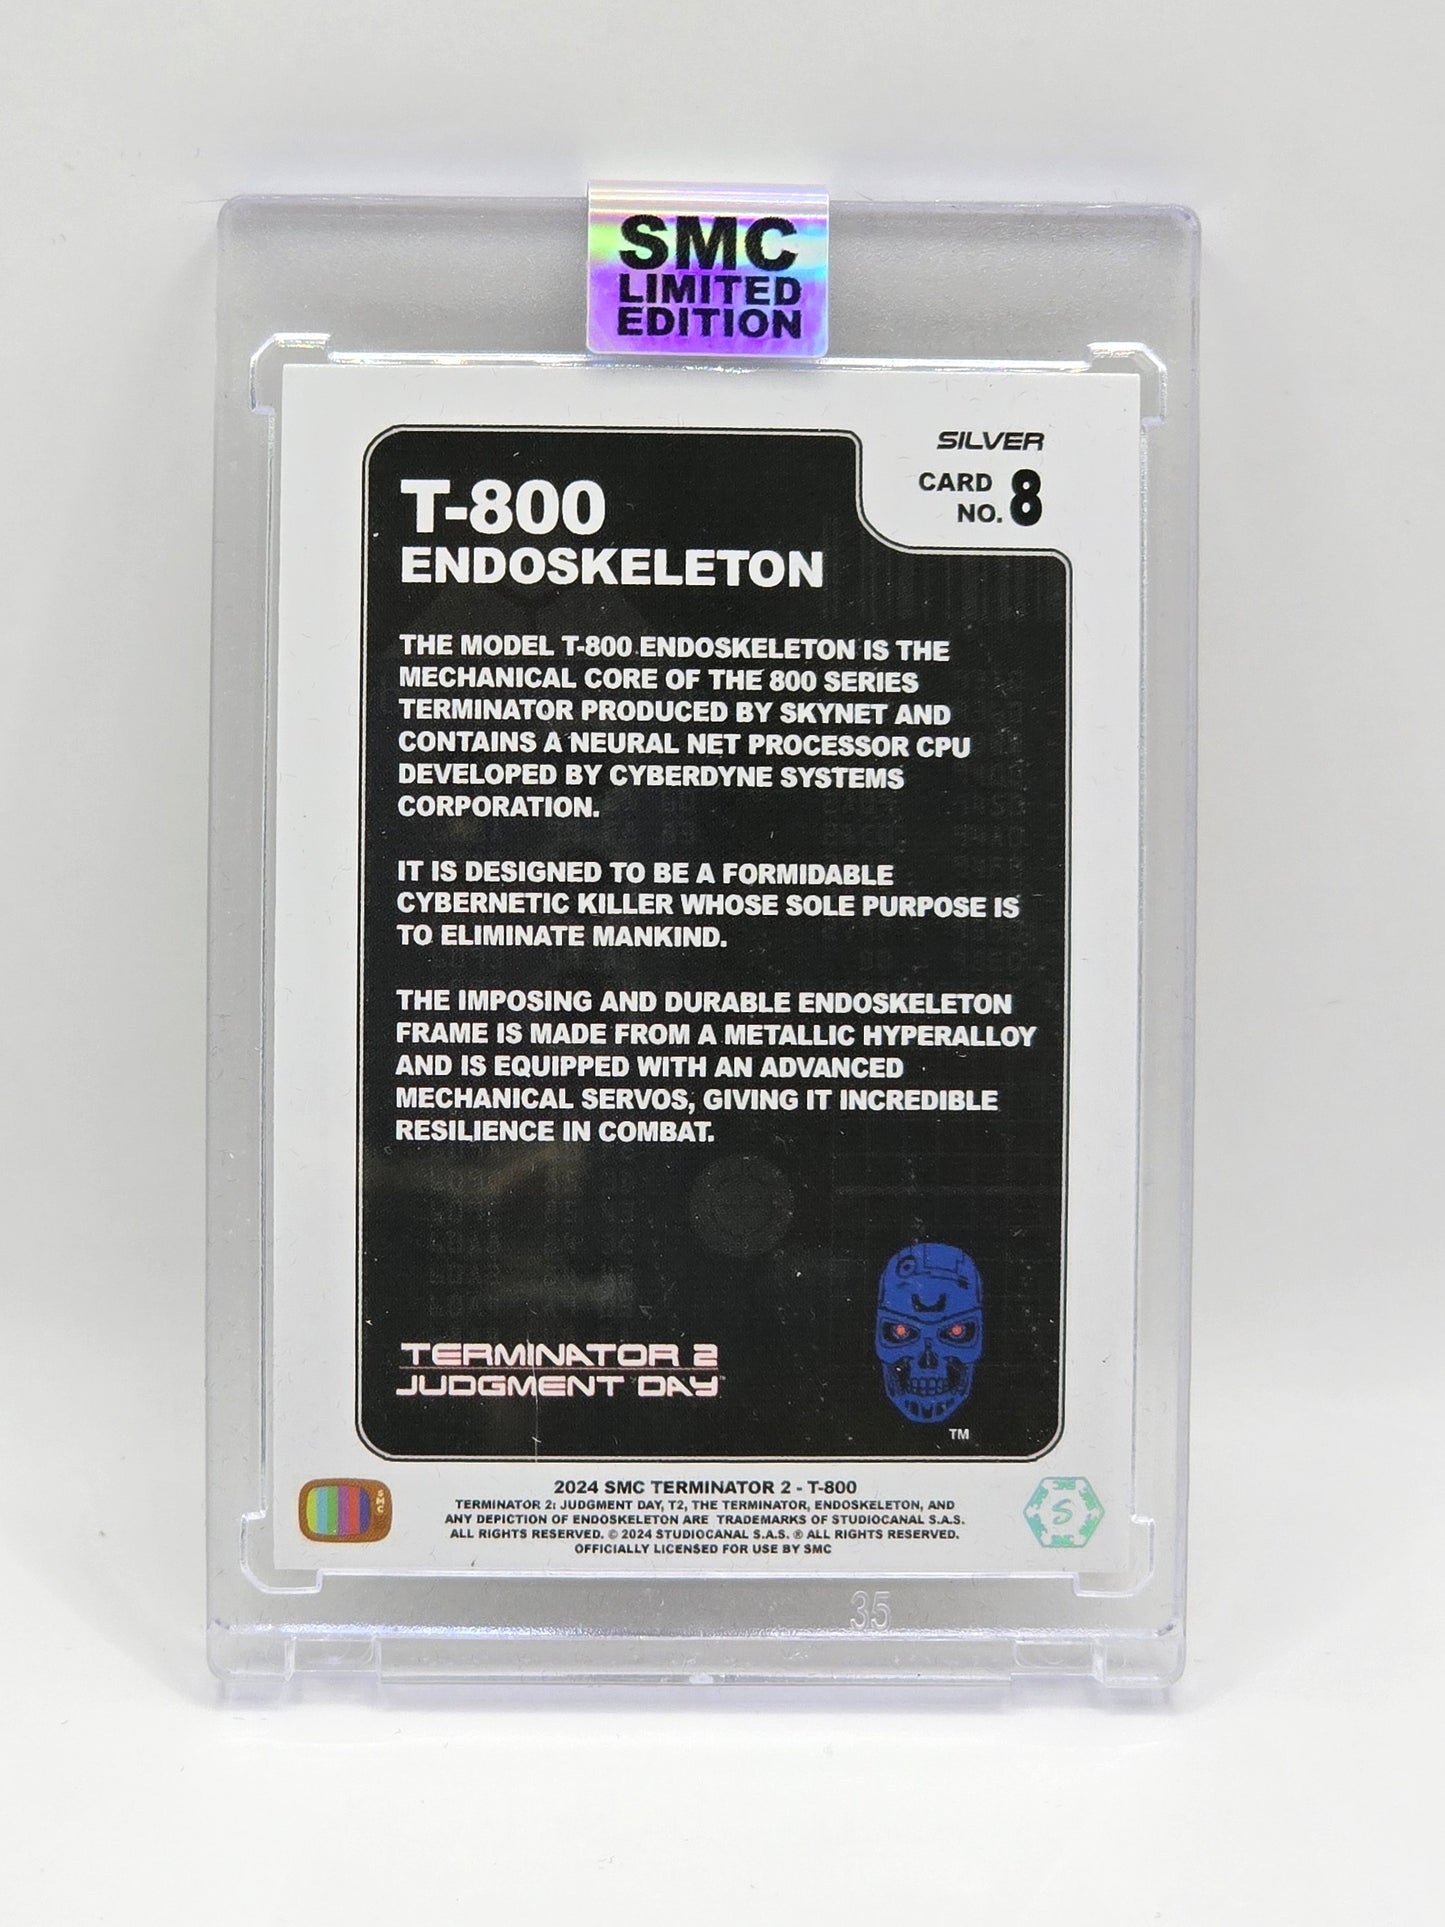 SMC
LIMITED
EDITION
SILVER
CARD
NO. 8
T-800
ENDOSKELETON
THE MODEL T-800 ENDOSKELETON IS THE
MECHANICAL CORE OF THE 800 SERIES
TERMINATOR PRODUCED BY SKYNET AND
CONTAINS A NEURAL NET PROCESSOR CPU
DEVELOPED BY CYBERDYNE SYSTEMS
CORPORATION.
IT IS DESIGNED TO BE A FORMIDABLE
CYBERNETIC KILLER WHOSE SOLE PURPOSE IS
TO ELIMINATE MANKIND.
THE IMPOSING AND DURABLE ENDOSKELETON
FRAME IS MADE FROM A METALLIC HYPERALLOY
AND IS EQUIPPED WITH AN ADVANCED
MECHANICAL SERVOS, GIVING IT INCREDIBLE
RESILIENCE IN COMBAT.
TERMINATOR 2
JUDGMENT DAY™
TM
SMC
2024 SMC TERMINATOR 2 - T-800
TERMINATOR 2: JUDGMENT DAY, T2, THE TERMINATOR, ENDOSKELETON, AND
ANY DEPICTION OF ENDOSKELETON ARE TRADEMARKS OF STUDIOCANAL S.A.S.
ALL RIGHTS RESERVED. © 2024 STUDIOCANAL S.A.S. ® ALL RIGHTS RESERVED.
OFFICIALLY LICENSED FOR USE BY SMC
S
35